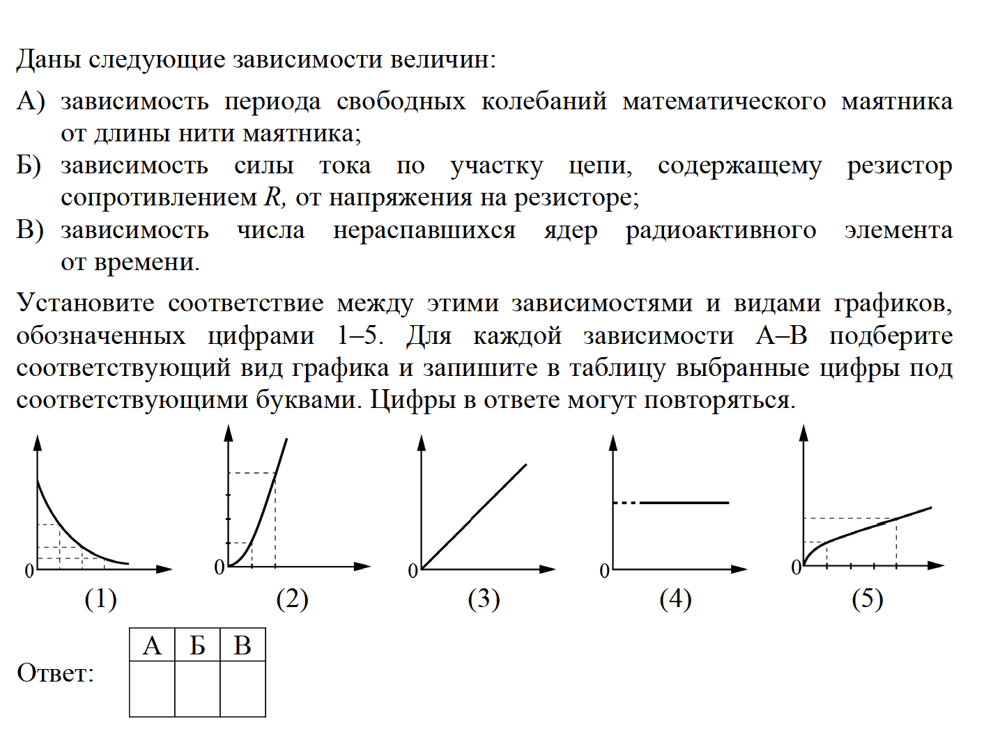 Даны следующие зависимости величин:
А) зависимость периода свободных колебаний математического маятника
от длины нити маятника;
Б) зависимость силы тока по участку цепи, содержащему резистор
сопротивлением R, от напряжения на резисторе;
В) зависимость числа нераспавшихся ядер радиоактивного элемента
от времени.
Установите соответствие между этими зависимостями и видами графиков,
обозначенных цифрами 1–5. Для каждой зависимости А–В подберите
соответствующий вид графика и запишите в таблицу выбранные цифры под
соответствующими буквами. Цифры в ответе могут повторяться.
0 0 0 0 0
(1) (2) (3) (4) (5)
А Б В
Ответ: